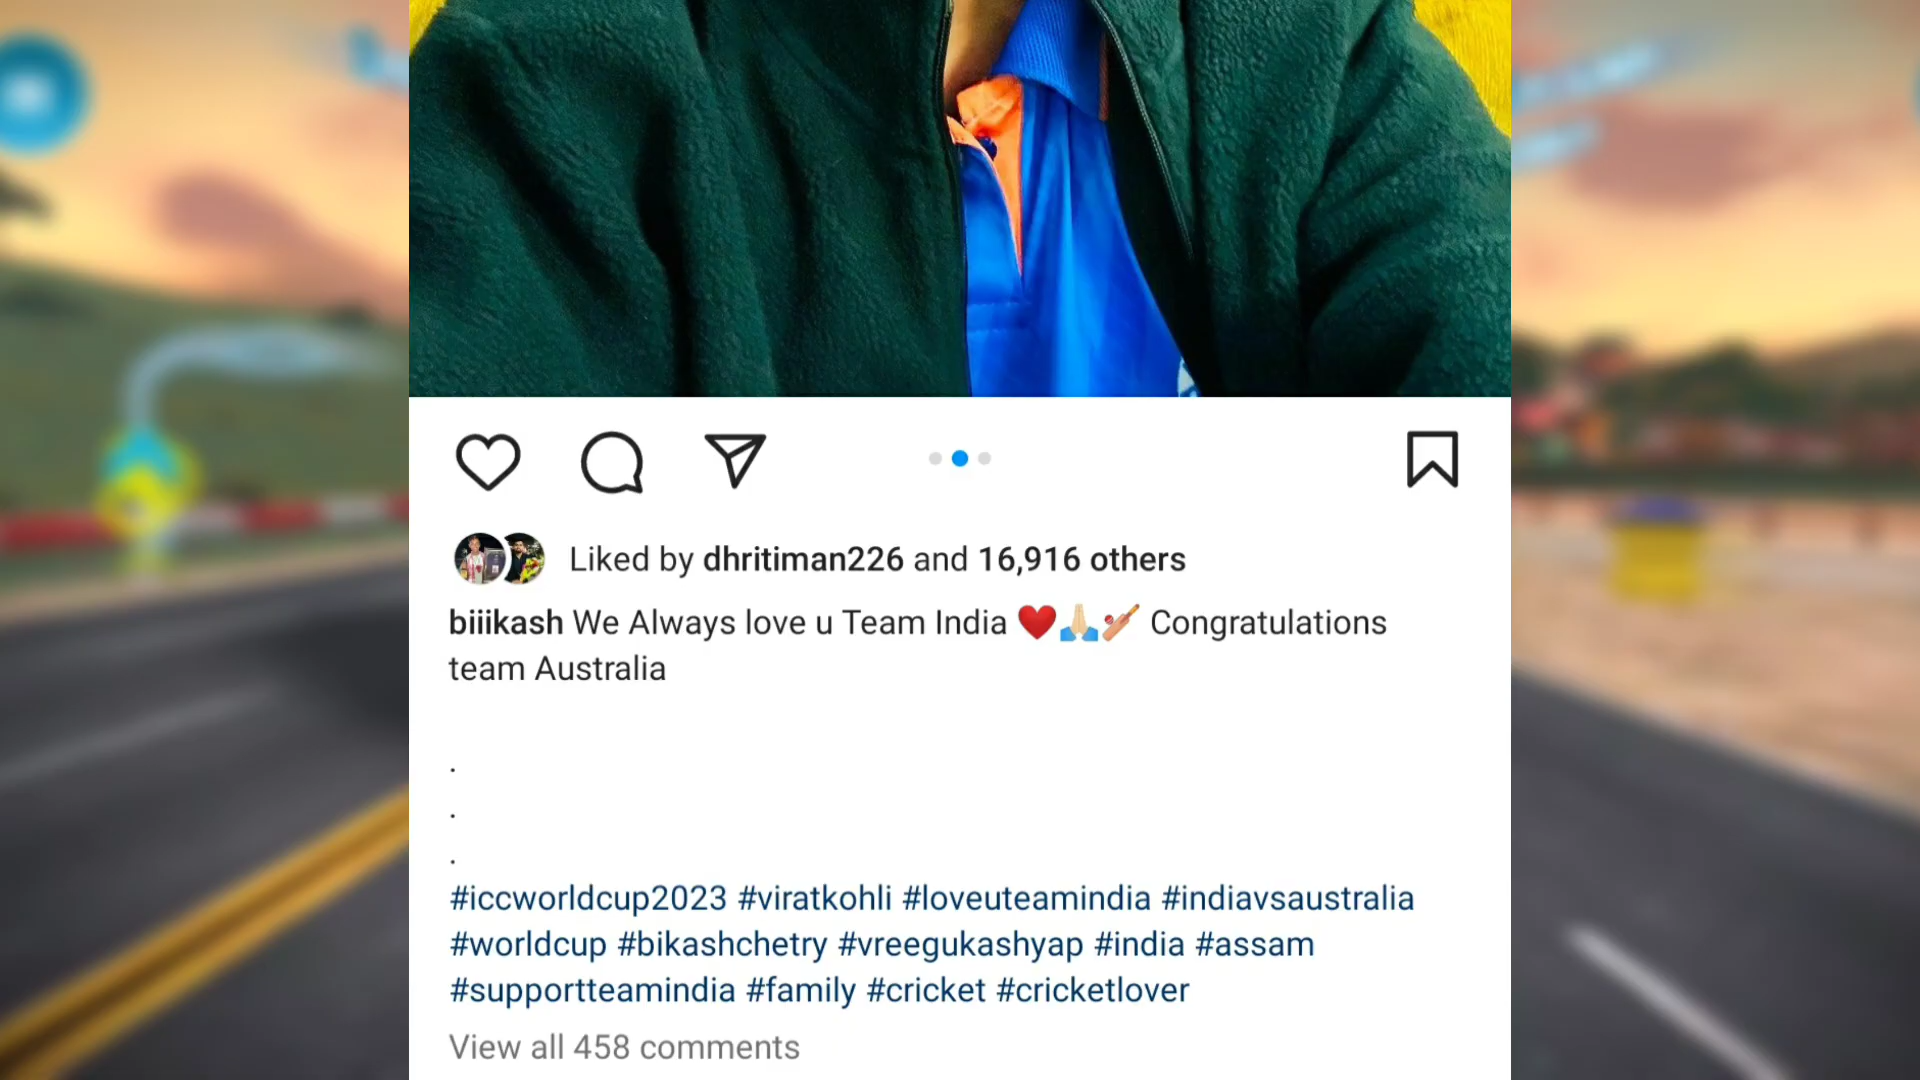 Liked by dhritiman226 and 16,916 others
biiikash We Always love u Team India ❤️🙏🏼🏏 Congratulations
team Australia
.
.
.
#iccworldcup2023 #viratkohli #loveuteamindia #indiavsaustralia
#worldcup #bikashchetry #vreegukashyap #india #assam
#supportteamindia #family #cricket #cricketlover
View all 458 comments